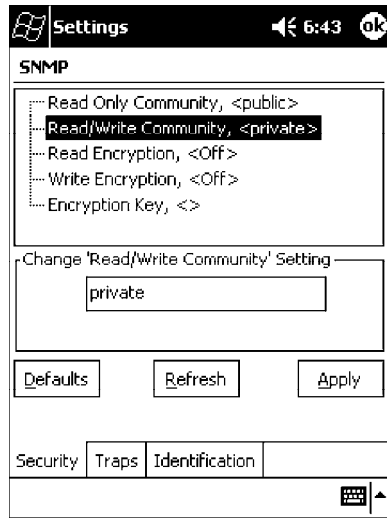 Settings 6:43 ok
SNMP
Read Only Community, <public>
Read/Write Community, <private>
Read Encryption, <Off>
Write Encryption, <Off>
Encryption Key, <>
Change 'Read/Write Community' Setting
private
Defaults Refresh Apply
Security Traps Identification